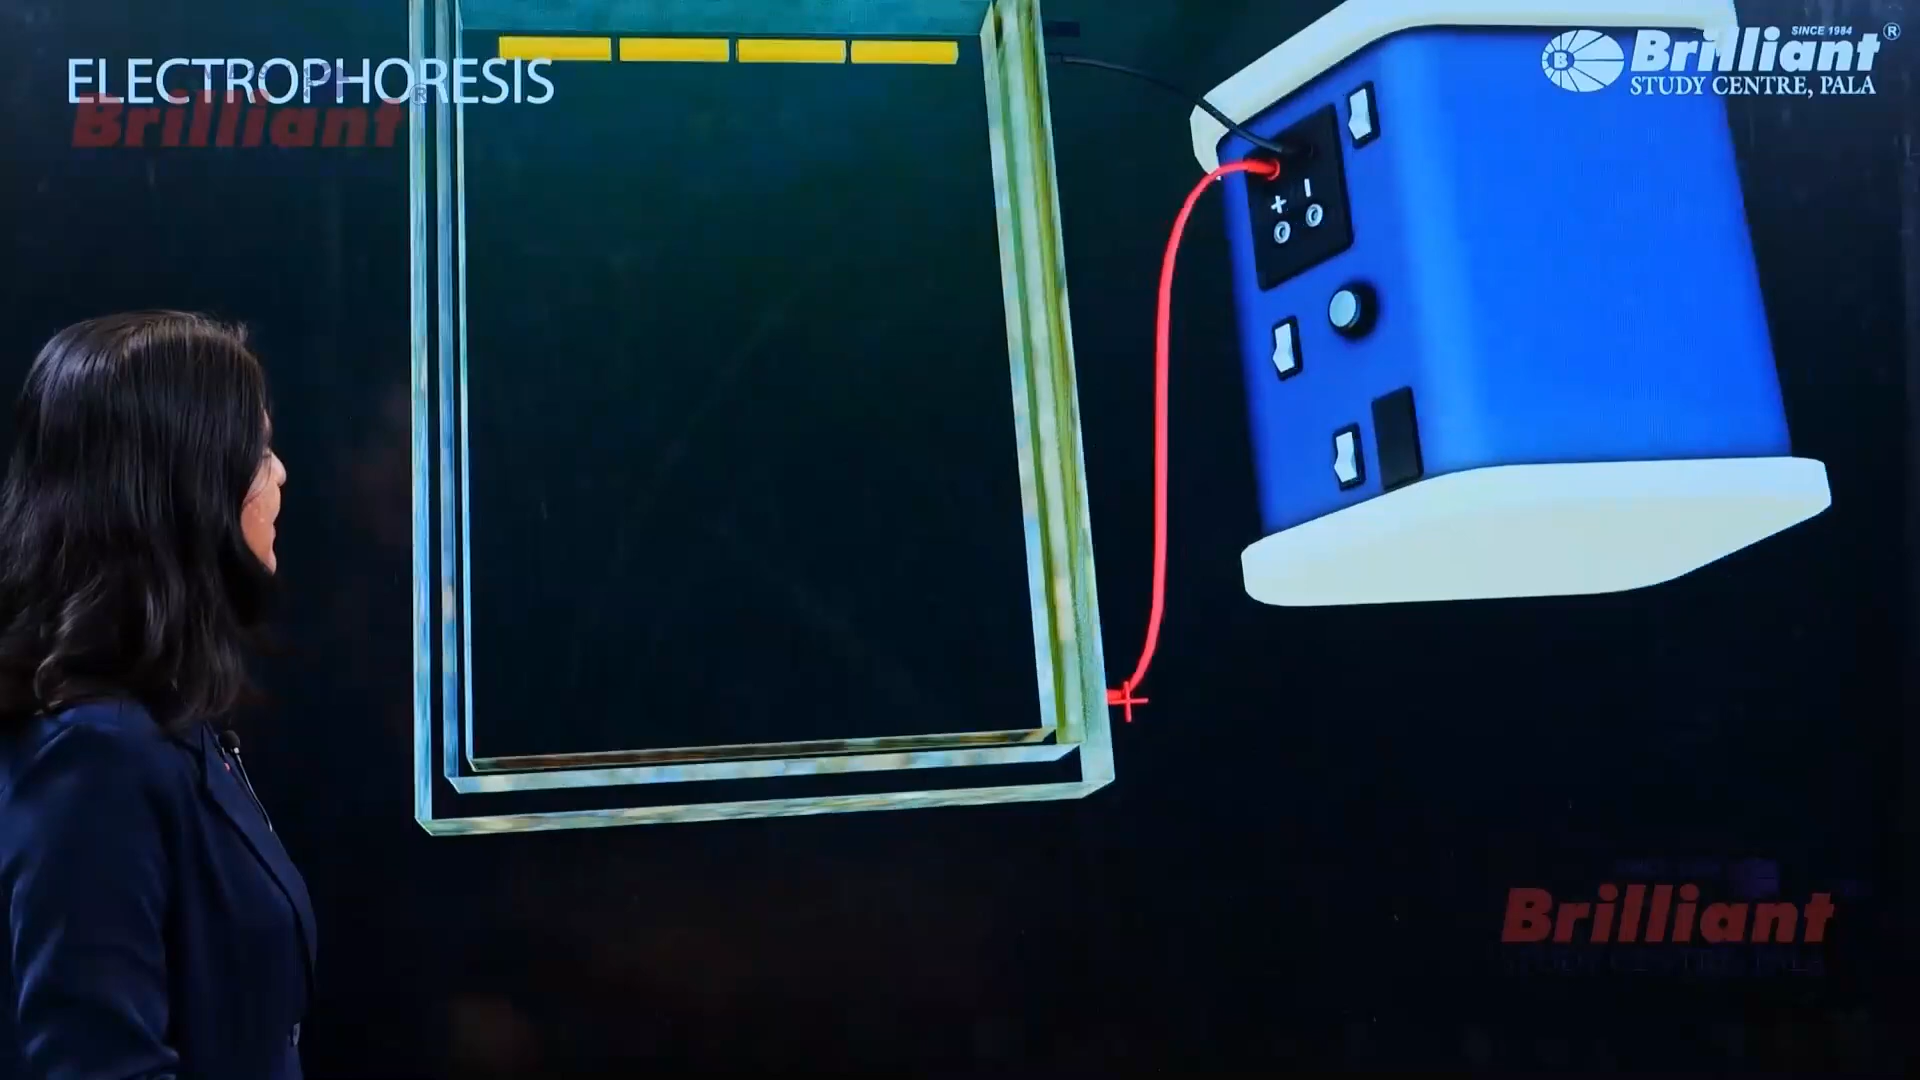 ELECTROPHORESIS
Brilliant
SINCE 1984
Brilliant ®
STUDY CENTRE, PALA
+ −
+
Brilliant